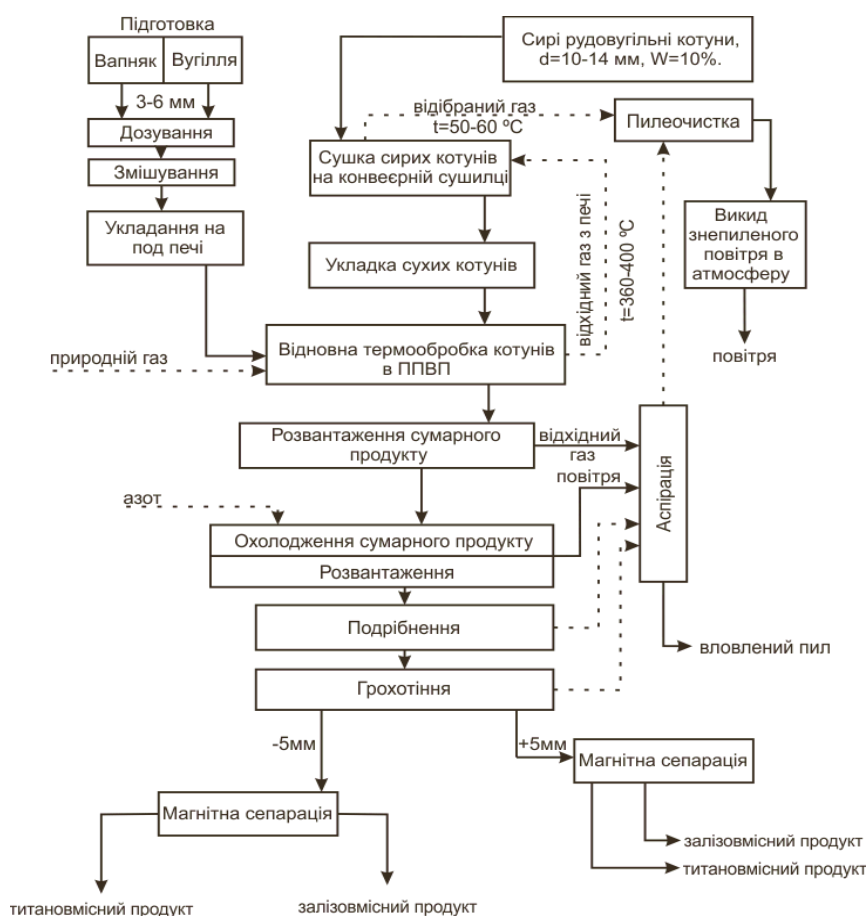 Підготовка
Вапняк
Вугілля
3-6 мм
Дозування
Змішування
Укладання на
под печі
Сирі рудовугільні котуни,
d=10-14 мм, W=10%.
відібраний газ
t=50-60 ºC
Пилеочистка
Сушка сирих котунів
на конвеєрній сушилці
Викид
знепиленого
повітря в
атмосферу
повітря
Укладка сухих котунів
відхідний газ з печі
t=360-400 ºC
природній газ
Відновна термообробка котунів
в ППВП
Розвантаження сумарного
продукту
відхідний
газ
повітря
Аспірація
азот
Охолодження сумарного продукту
Розвантаження
Подрібнення
вловлений пил
Грохотіння
-5мм
+5мм
Магнітна сепарація
Магнітна сепарація
залізовмісний продукт
титановмісний продукт
титановмісний продукт
залізовмісний продукт